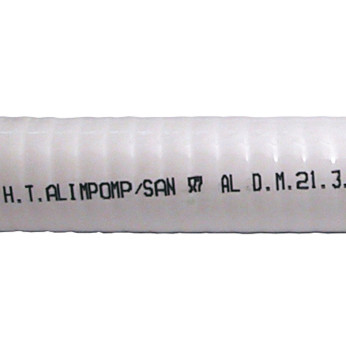 H.T.ALIMPOMP/SAN AL D.M.21.3.